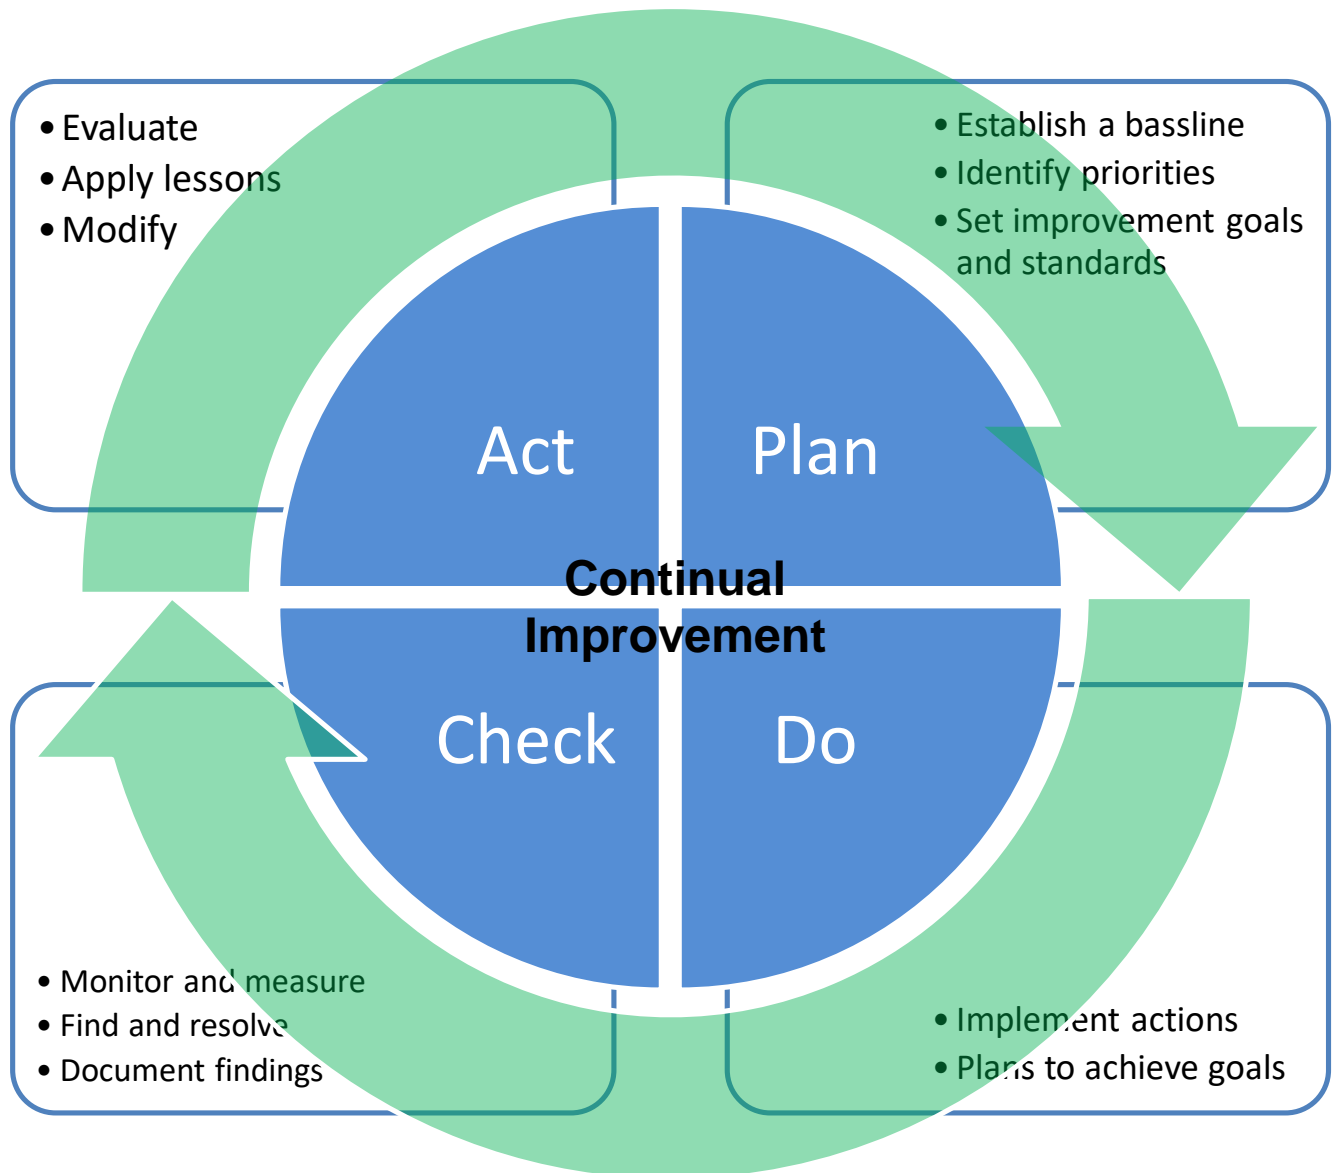 • Evaluate
• Apply lessons
• Modify
• Establish a bassline
• Identify priorities
• Set improvement goals
and standards
Act
Plan
Continual
Improvement
Check
Do
• Monitor and measure
• Find and resolve
• Document findings
• Implement actions
• Plans to achieve goals